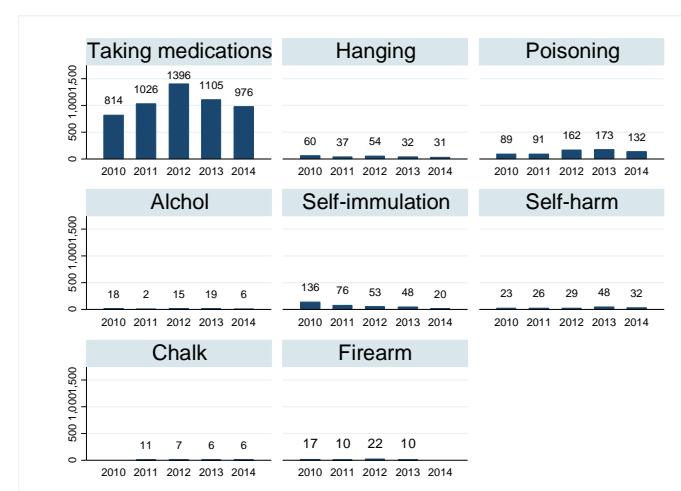 Taking medications Hanging Poisoning
0 500 1,000 1,500
814 1026 1396 1105 976
60 37 54 32 31
89 91 162 173 132
2010 2011 2012 2013 2014 2010 2011 2012 2013 2014 2010 2011 2012 2013 2014
Alchol Self-immulation Self-harm
0 500 1,000 1,500
18 2 15 19 6
136 76 53 48 20
23 26 29 48 32
2010 2011 2012 2013 2014 2010 2011 2012 2013 2014 2010 2011 2012 2013 2014
Chalk Firearm
0 500 1,000 1,500
11 7 6 6
17 10 22 10
2010 2011 2012 2013 2014 2010 2011 2012 2013 2014